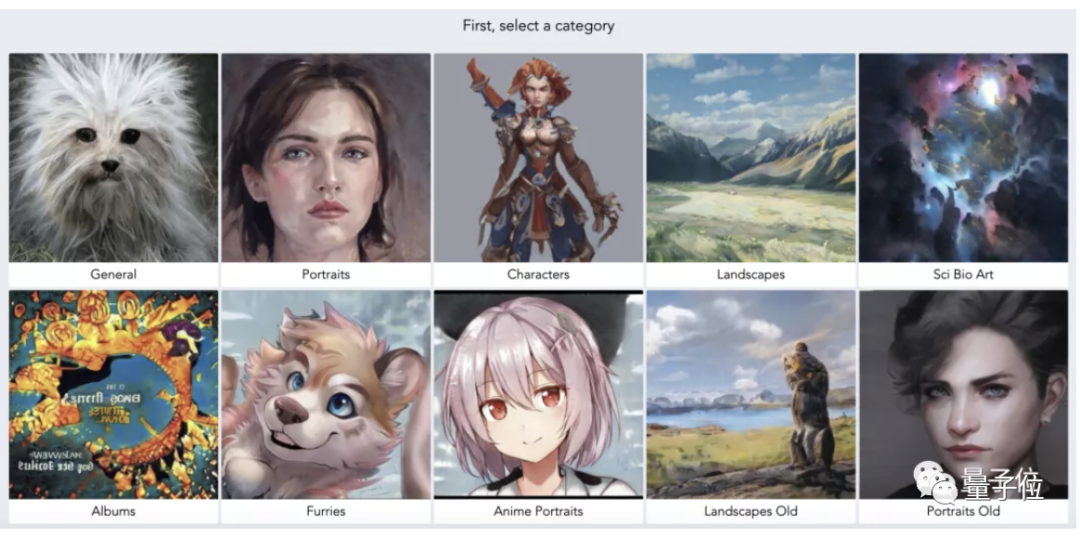 First, select a category
General
Portraits
Characters
Landscapes
Sci Bio Art
Albums
Furries
Anime Portraits
Landscapes Old
Portraits Old
量子位